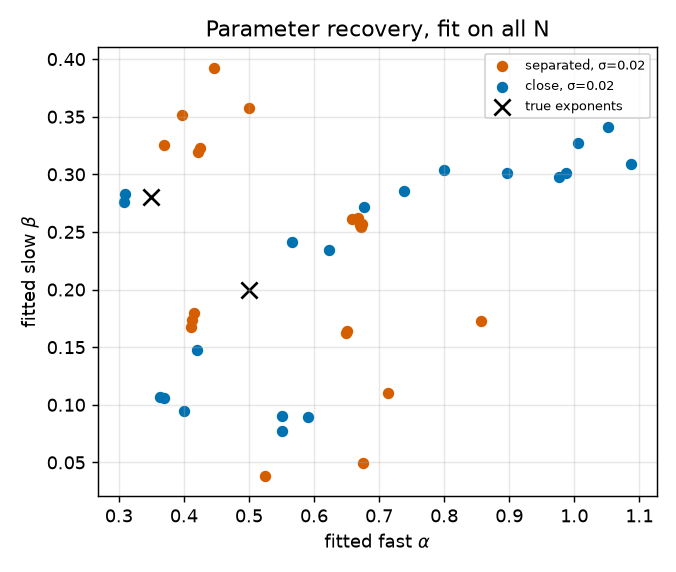 Parameter recovery, fit on all N
separated, σ=0.02
close, σ=0.02
true exponents
0.40
0.35
0.30
0.25
0.20
0.15
0.10
0.05
fitted slow β
0.3 0.4 0.5 0.6 0.7 0.8 0.9 1.0 1.1
fitted fast α